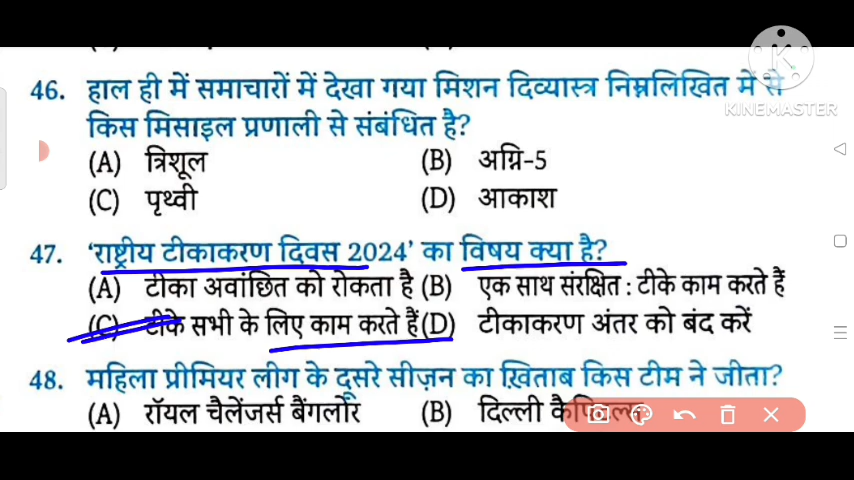 KINEMASTER
46. हाल ही में समाचारों में देखा गया मिशन दिव्यास्त्र निम्नलिखित में से
किस मिसाइल प्रणाली से संबंधित है?
(A) त्रिशूल (B) अग्नि-5
(C) पृथ्वी (D) आकाश
47. 'राष्ट्रीय टीकाकरण दिवस 2024' का विषय क्या है?
(A) टीका अवांछित को रोकता है (B) एक साथ संरक्षित : टीके काम करते हैं
(C) टीके सभी के लिए काम करते हैं (D) टीकाकरण अंतर को बंद करें
48. महिला प्रीमियर लीग के दूसरे सीज़न का ख़िताब किस टीम ने जीता?
(A) रॉयल चैलेंजर्स बैंगलोर (B) दिल्ली कैपिटल्स